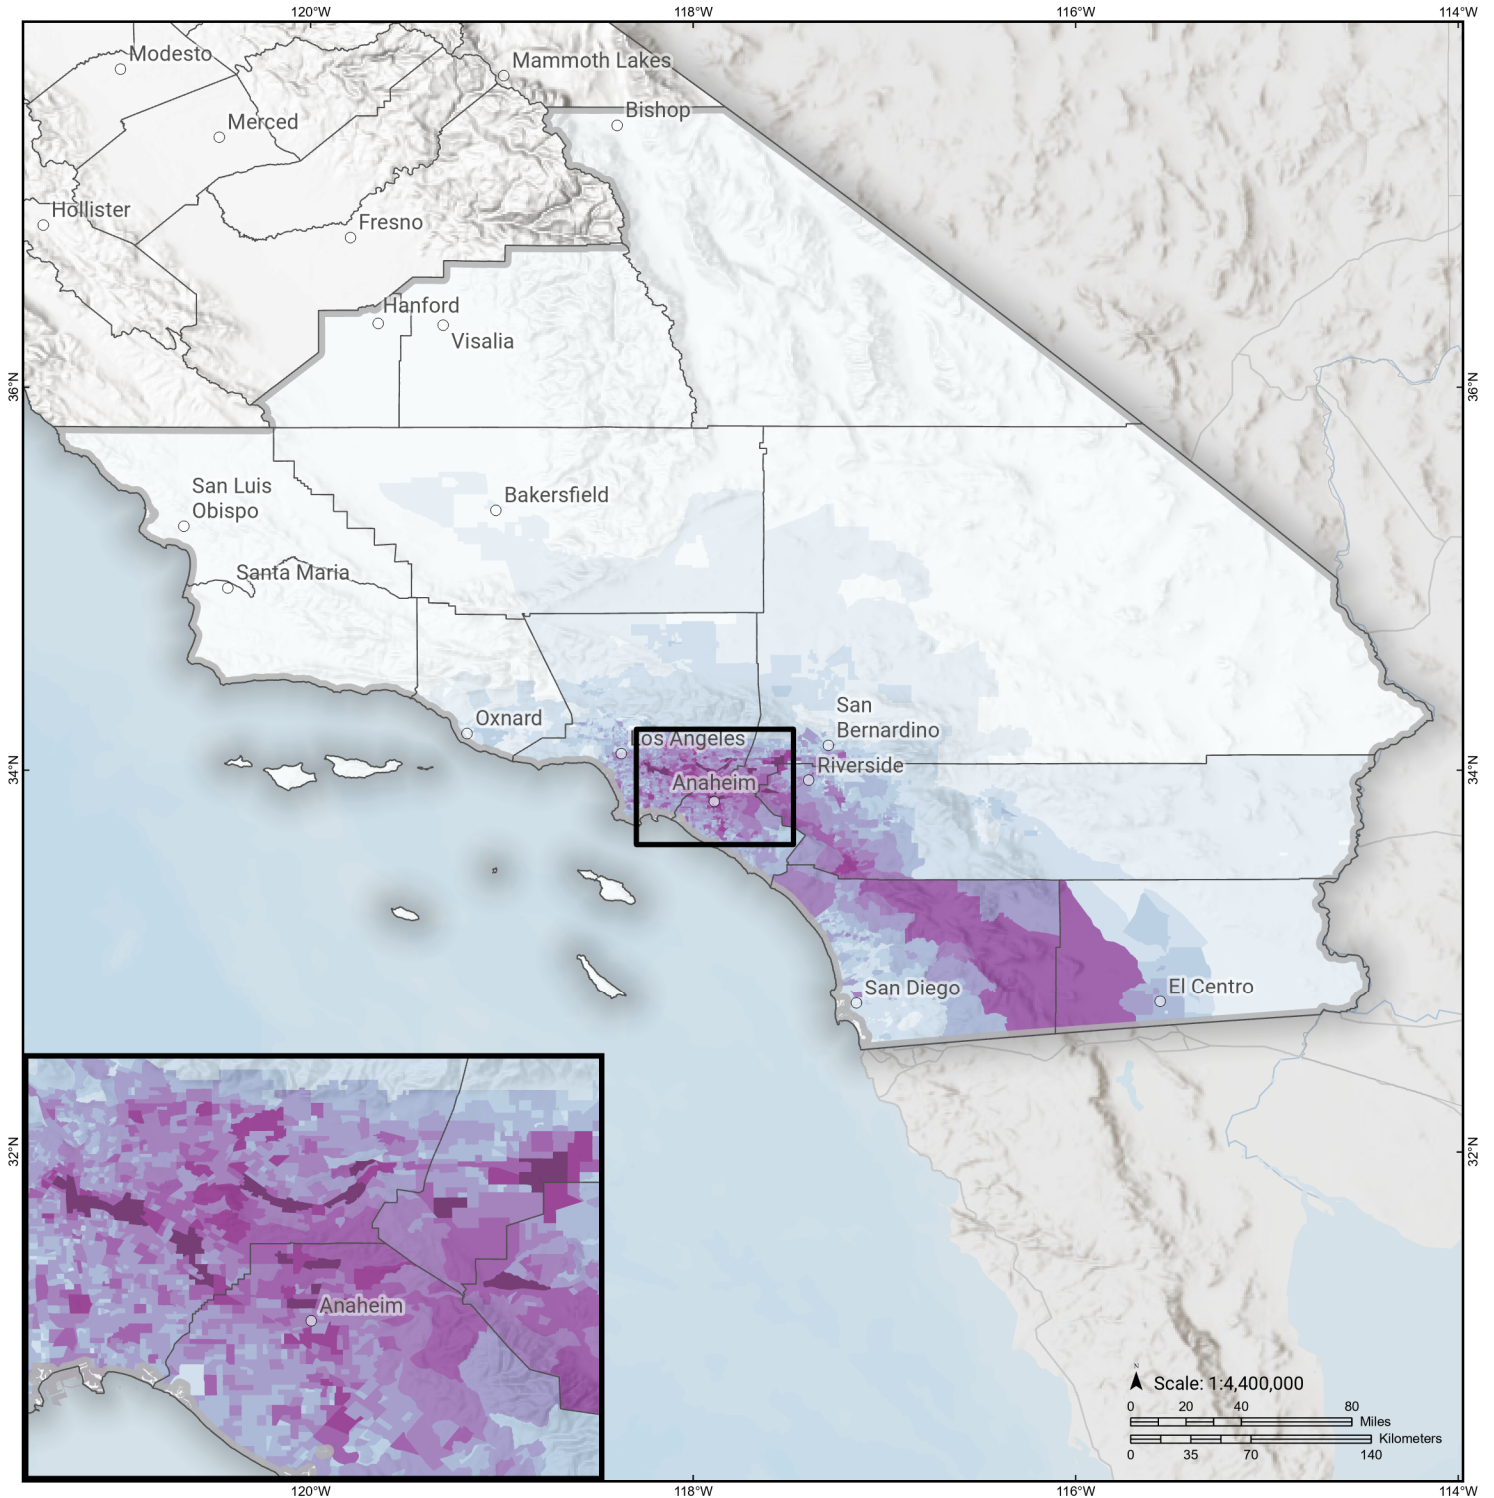 120°W
118°W
116°W
114°W
Modesto
Mammoth Lakes
Bishop
Merced
Hollister
Fresno
Hanford
Visalia
36°N
36°N
San Luis
Obispo
Bakersfield
Santa Maria
San
Bernardino
Oxnard
Los Angeles
Riverside
Anaheim
34°N
34°N
San Diego
El Centro
32°N
32°N
Anaheim
N
Scale: 1:4,400,000
0 20 40 80
Miles
Kilometers
0 35 70 140
120°W
118°W
116°W
114°W